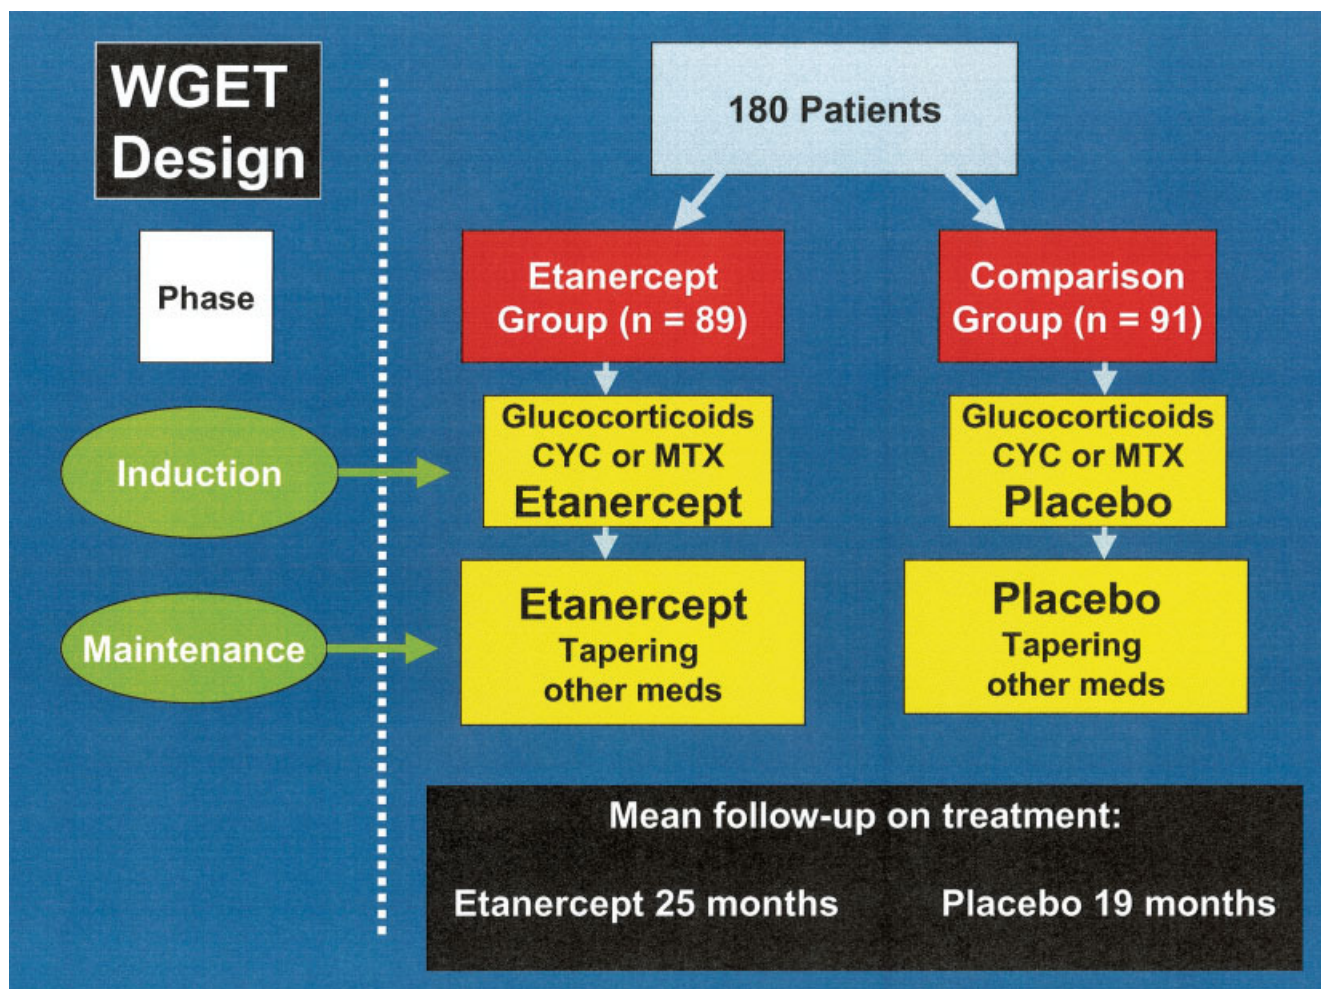 WGET
Design
180 Patients
Phase
Etanercept
Group (n = 89)
Comparison
Group (n = 91)
Induction
Glucocorticoids
CYC or MTX
Etanercept
Glucocorticoids
CYC or MTX
Placebo
Maintenance
Etanercept
Tapering
other meds
Placebo
Tapering
other meds
Mean follow-up on treatment:
Etanercept 25 months
Placebo 19 months